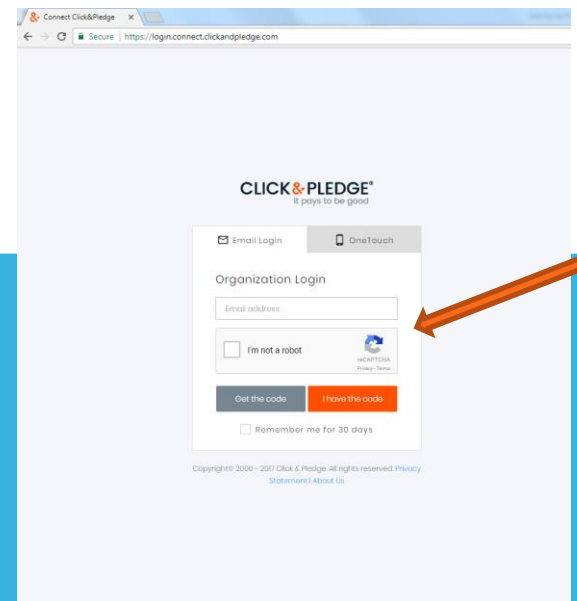 Connect Click&Pledge
Secure | https://login.connect.clickandpledge.com
CLICK & PLEDGE®
It pays to be good
Email Login
OneTouch
Organization Login
Email address
I'm not a robot
reCAPTCHA
Privacy - Terms
Get the code
I have the code
Remember me for 30 days
Copyright© 2000 - 2017 Click & Pledge. All rights reserved. Privacy
Statement | About Us